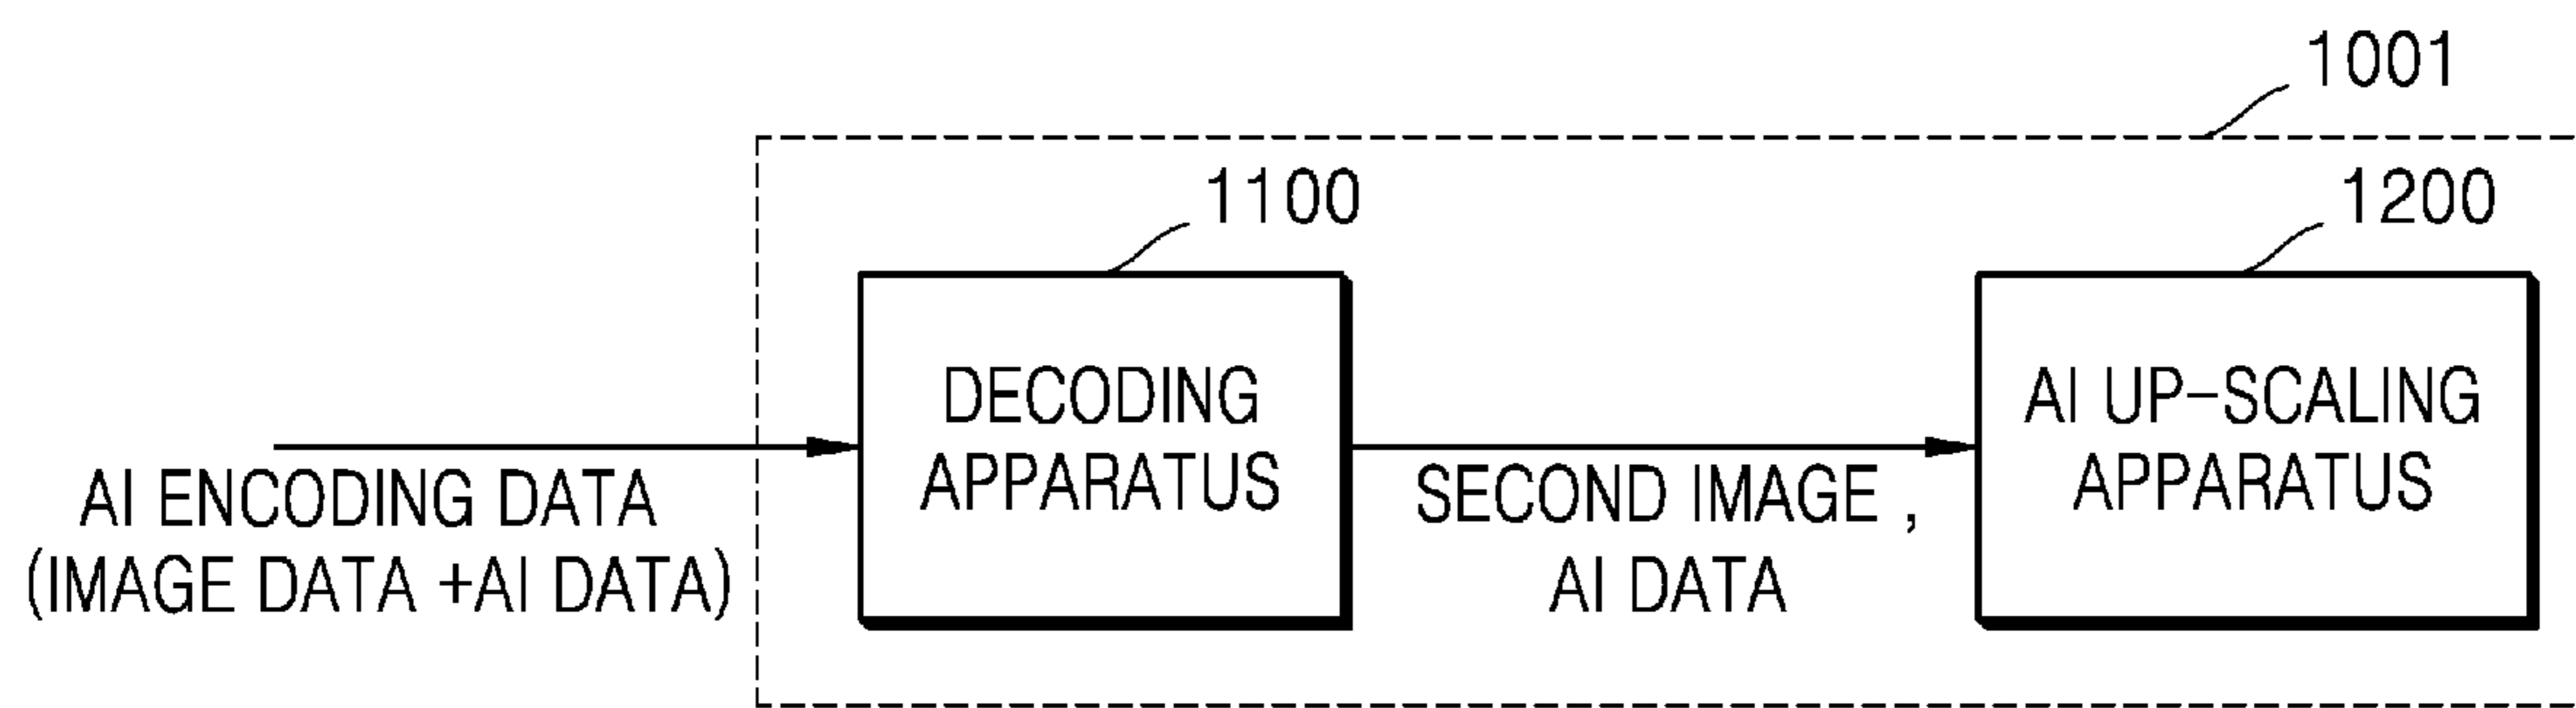 1001
1100
1200
DECODING
APPARATUS
AI UP-SCALING
APPARATUS
AI ENCODING DATA
(IMAGE DATA +AI DATA)
SECOND IMAGE ,
AI DATA